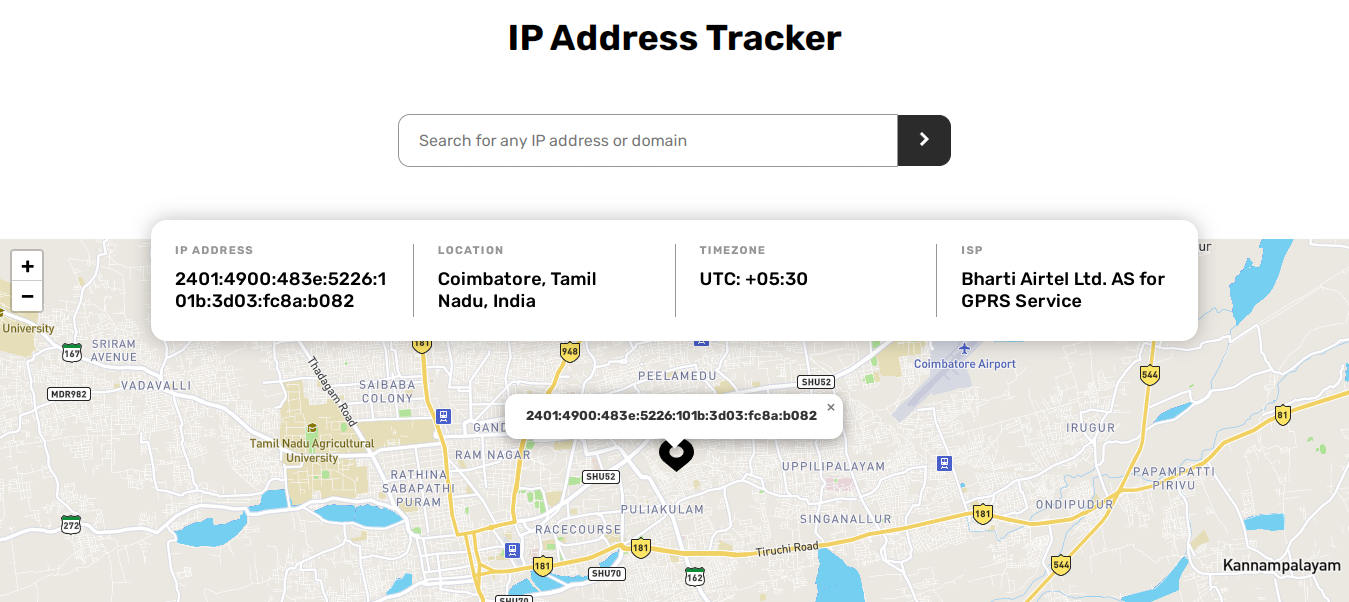 IP Address Tracker
Search for any IP address or domain
IP ADDRESS
2401:4900:483e:5226:1
01b:3d03:fc8a:b082
LOCATION
Coimbatore, Tamil
Nadu, India
TIMEZONE
UTC: +05:30
ISP
Bharti Airtel Ltd. AS for
GPRS Service
+
−
University
167
SRIRAM
AVENUE
MDR982
VADAVALLI
Thadagam Road
SAIBABA
COLONY
181
948
PEELAMEDU
SHU52
Coimbatore Airport
544
81
2401:4900:483e:5226:101b:3d03:fc8a:b082
×
Tamil Nadu Agricultural
University
GAND
RAM NAGAR
IRUGUR
RATHINA
SABAPATHI
PURAM
SHU52
UPPILIPALAYAM
PAPAMPATTI
PIRIVU
272
PULIAKULAM
RACECOURSE
SINGANALLUR
181
ONDIPUDUR
181
Tiruchi Road
181
SHU70
162
544
Kannampalayam
SHU70